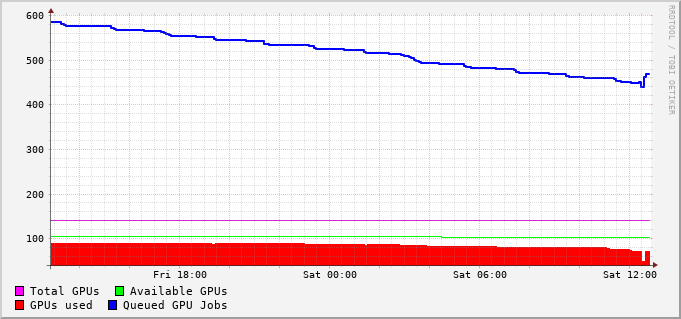 600
500
400
300
200
100
Fri 18:00 Sat 00:00 Sat 06:00 Sat 12:00
Total GPUs Available GPUs
GPUs used Queued GPU Jobs
RRDTOOL / TOBI OETIKER